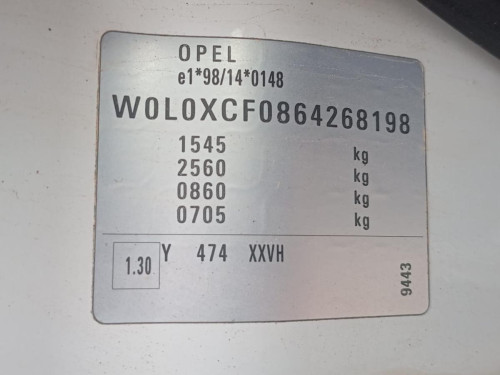 OPEL
e1*98/14*0148
W0L0XCF0864268198
1545 kg
2560 kg
0860 kg
0705 kg
1.30 Y 474 XXVH
9443